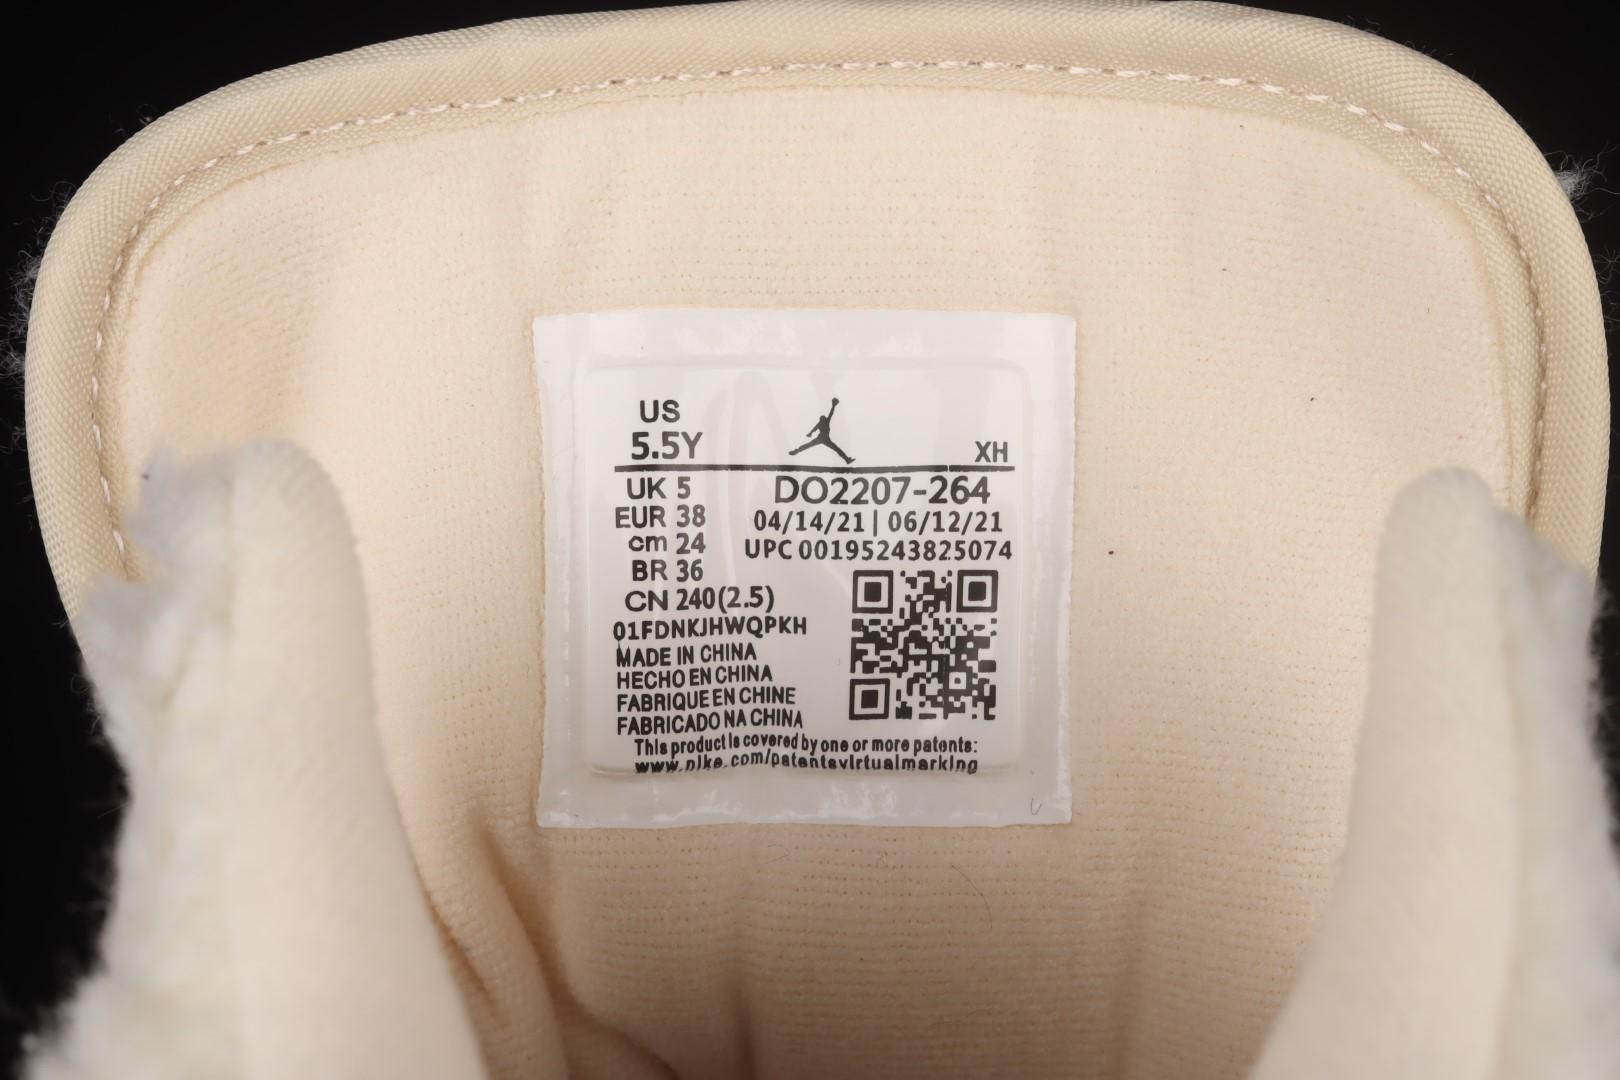 US
5.5Y
XH
UK 5
EUR 38
cm 24
BR 36
CN 240(2.5)
DO2207-264
04/14/21 | 06/12/21
UPC 00195243825074
01FDNKJHWQPKH
MADE IN CHINA
HECHO EN CHINA
FABRIQUE EN CHINE
FABRICADO NA CHINA
This product is covered by one or more patents:
www.nike.com/patentsvirtualmarking